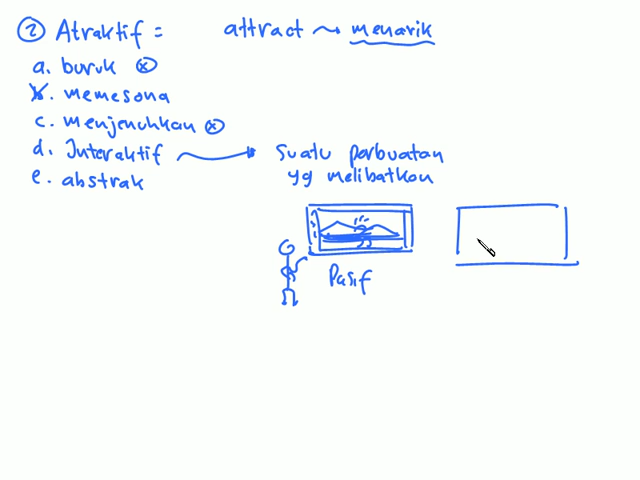 ② Atraktif = attract ⤳ menarik
a. buruk ⓧ
b. memesona
c. menjenuhkan ⓧ
d. Interaktif → suatu perbuatan
yg melibatkan
e. abstrak
Pasif